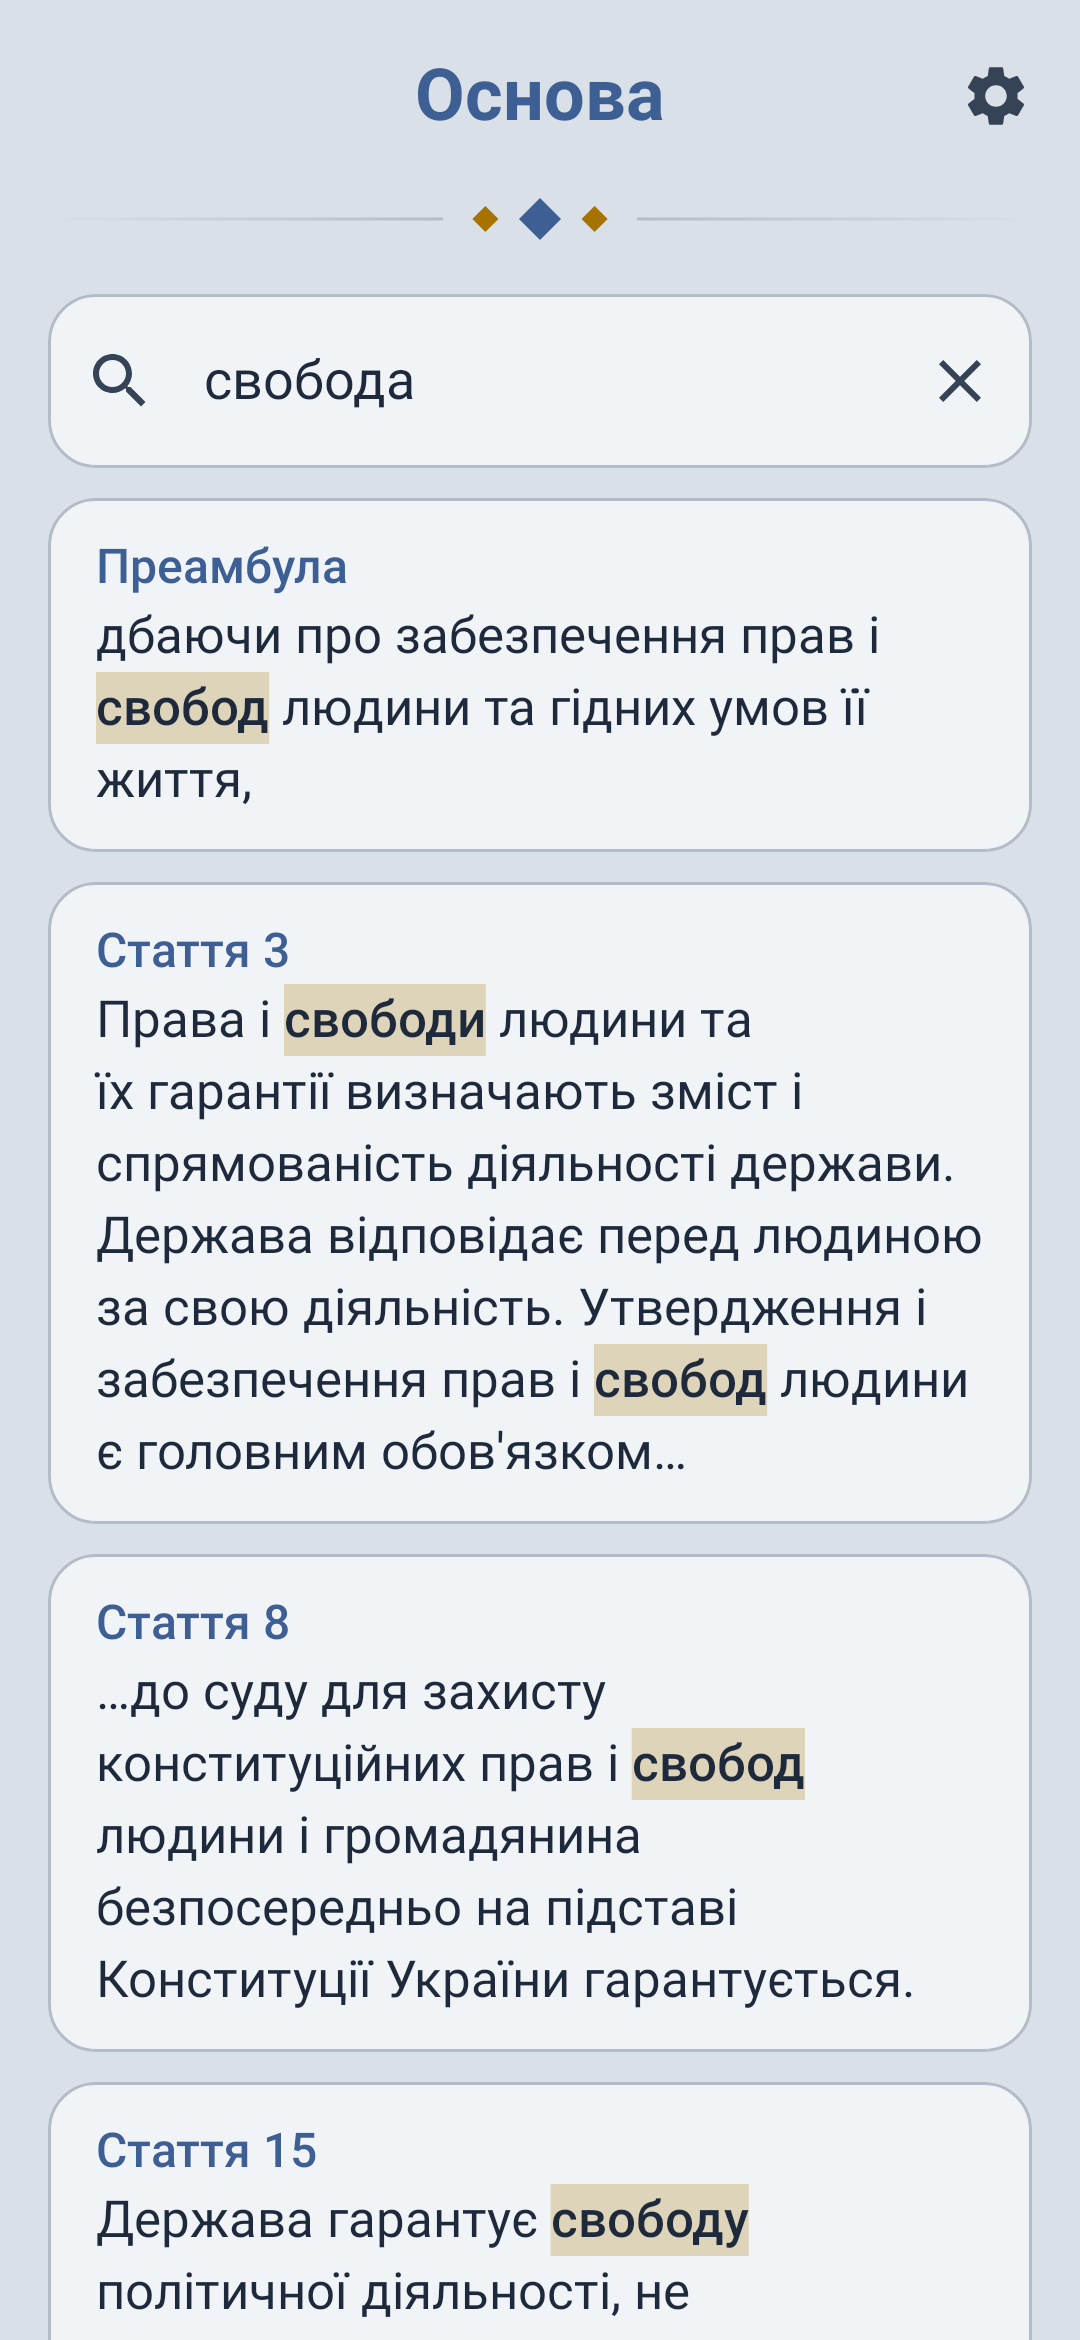 Основа
свобода
Преамбула
дбаючи про забезпечення прав і
свобод людини та гідних умов її
життя,
Стаття 3
Права і свободи людини та
їх гарантії визначають зміст і
спрямованість діяльності держави.
Держава відповідає перед людиною
за свою діяльність. Утвердження і
забезпечення прав і свобод людини
є головним обов'язком…
Стаття 8
…до суду для захисту
конституційних прав і свобод
людини і громадянина
безпосередньо на підставі
Конституції України гарантується.
Стаття 15
Держава гарантує свободу
політичної діяльності, не